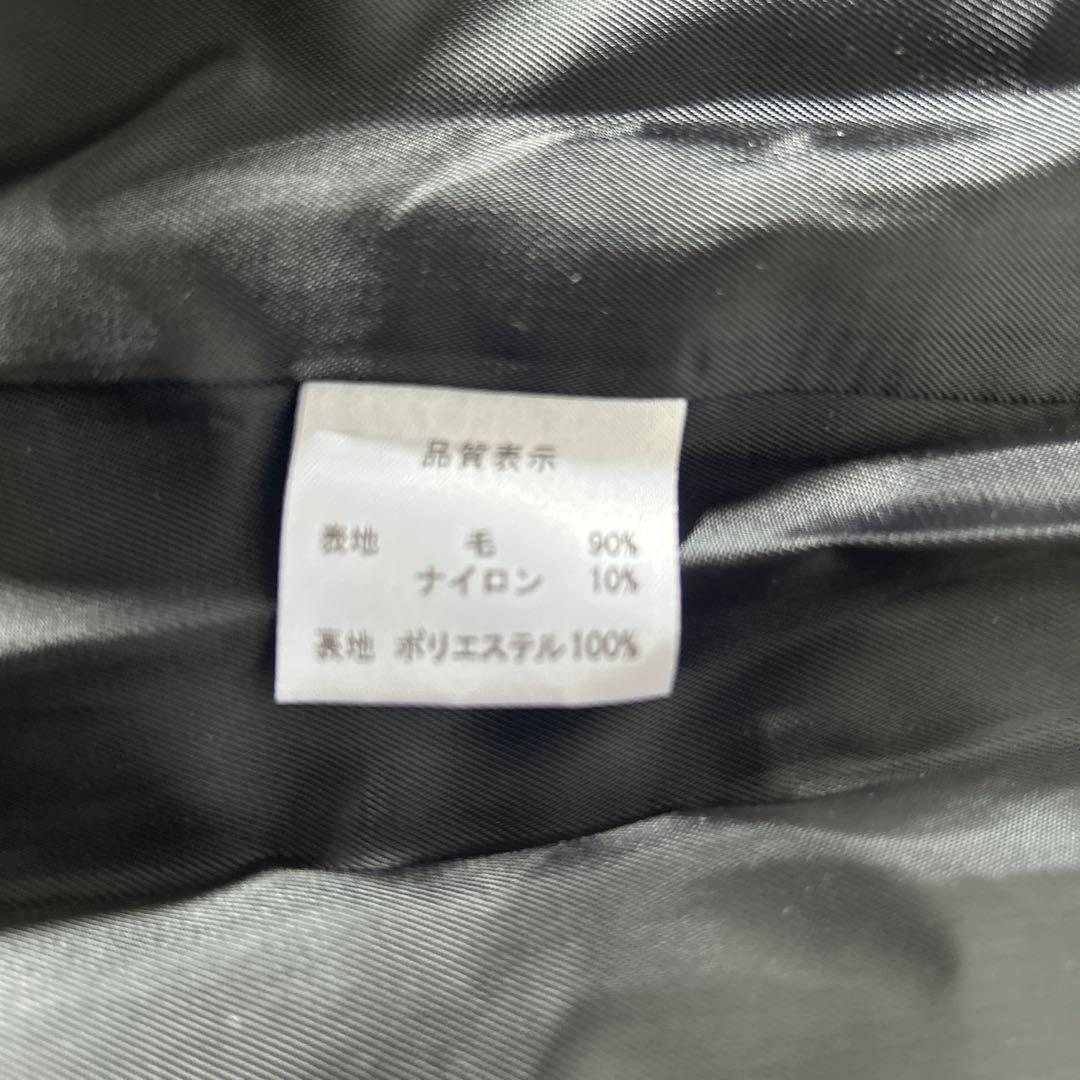 品質表示
表地 毛 90%
ナイロン 10%
裏地 ポリエステル100%